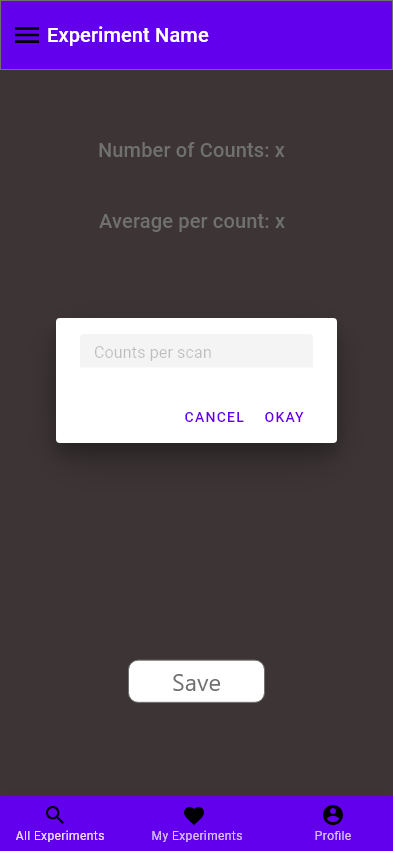 Experiment Name
Number of Counts: x
Average per count: x
Counts per scan
CANCEL OKAY
Save
All Experiments My Experiments Profile